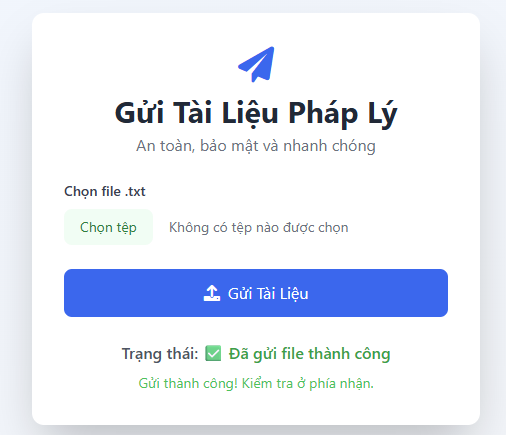 Gửi Tài Liệu Pháp Lý
An toàn, bảo mật và nhanh chóng
Chọn file .txt
Chọn tệp Không có tệp nào được chọn
Gửi Tài Liệu
Trạng thái: ✅ Đã gửi file thành công
Gửi thành công! Kiểm tra ở phía nhận.